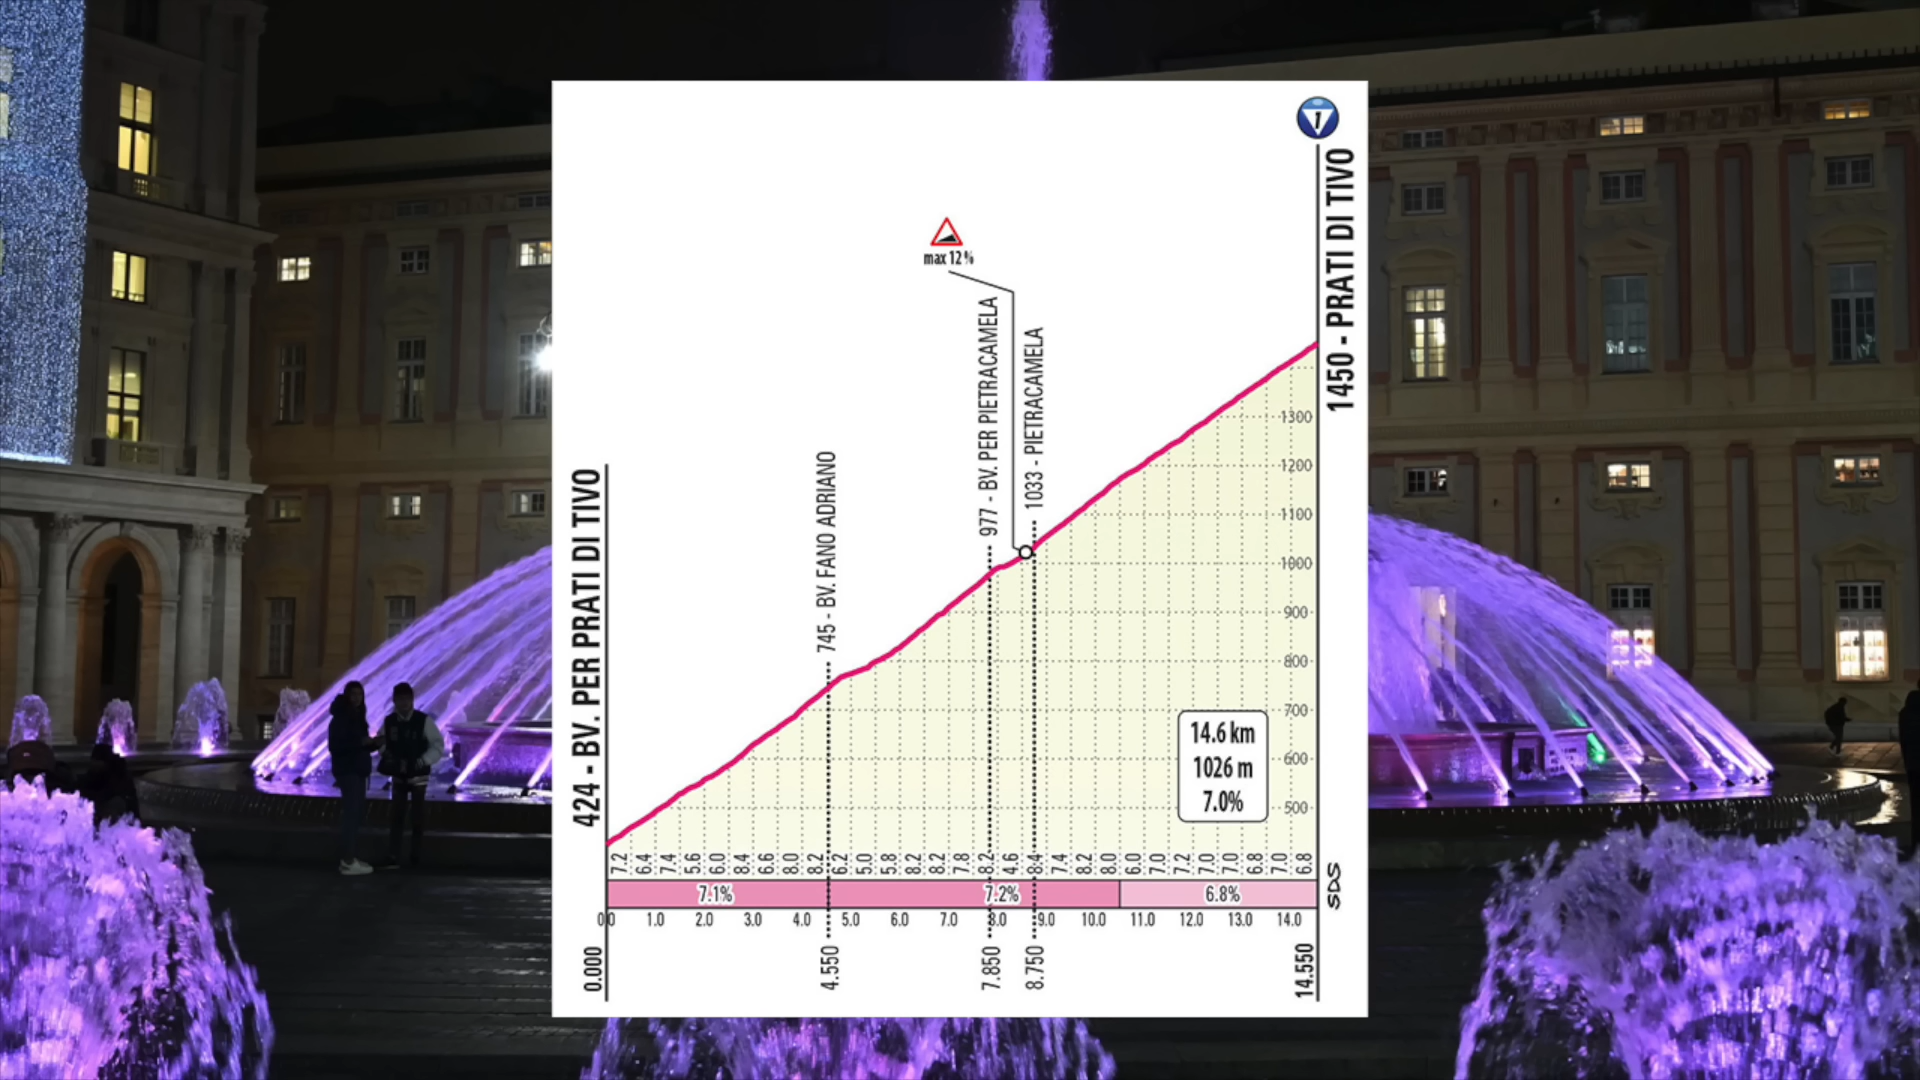 1
1450 - PRATI DI TIVO
max 12%
977 - BV. PER PIETRACAMELA
1033 - PIETRACAMELA
745 - BV. FANO ADRIANO
424 - BV. PER PRATI DI TIVO
1300
1200
1100
1000
900
800
700
600
500
14.6 km
1026 m
7.0%
7.2 6.4 7.4 5.6 6.0 8.4 6.6 8.0 8.2 6.2 5.0 5.8 8.2 8.2 7.8 8.2 4.6 8.4 7.4 8.2 8.0 6.0 7.0 7.2 7.0 7.0 6.8 7.0 6.8
7.1% 7.2% 6.8%
SDS
0.0 1.0 2.0 3.0 4.0 5.0 6.0 7.0 8.0 9.0 10.0 11.0 12.0 13.0 14.0
0.000 4.550 7.850 8.750 14.550